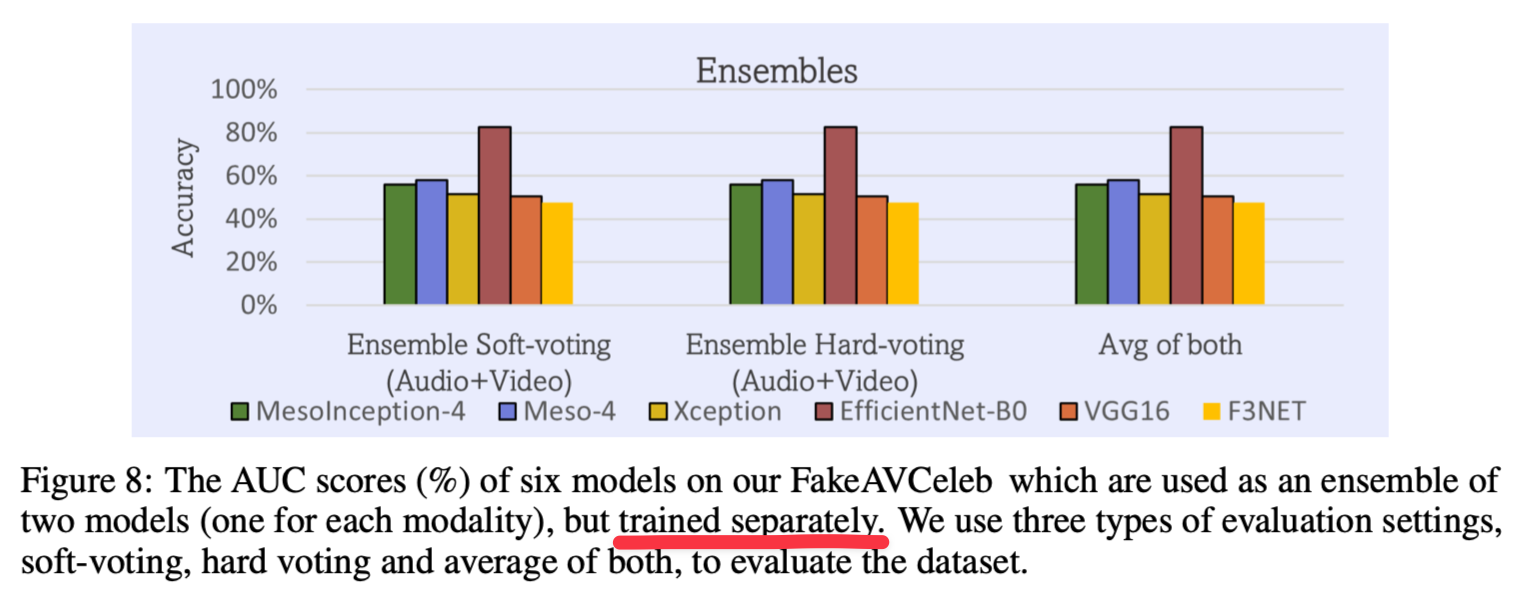 Ensembles
100%
80%
60%
40%
20%
0%
Accuracy
Ensemble Soft-voting
(Audio+Video)
Ensemble Hard-voting
(Audio+Video)
Avg of both
MesoInception-4 Meso-4 Xception EfficientNet-B0 VGG16 F3NET
Figure 8: The AUC scores (%) of six models on our FakeAVCeleb which are used as an ensemble of
two models (one for each modality), but trained separately. We use three types of evaluation settings,
soft-voting, hard voting and average of both, to evaluate the dataset.